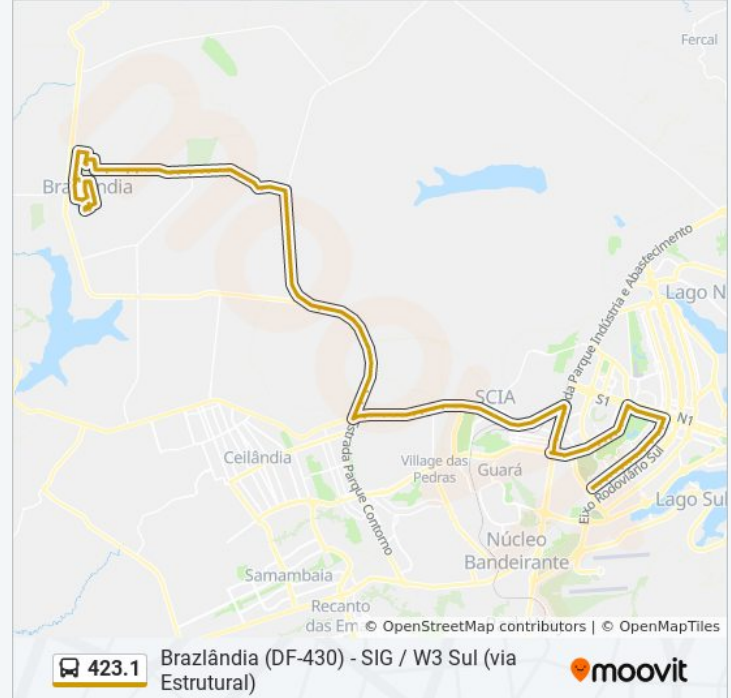 Fercal
Brazlândia
Estrada Parque Indústria e Abastecimento
Lago N
SCIA
S1
N1
Estrada Parque Contorno
Ceilândia
Village das
Pedras
Guará
Eixo Rodoviário Sul
Lago Sul
Núcleo
Bandeirante
Samambaia
Recanto
das Em
© OpenStreetMap contributors | © OpenMapTiles
423.1
Brazlândia (DF-430) - SIG / W3 Sul (via
Estrutural)
moovit